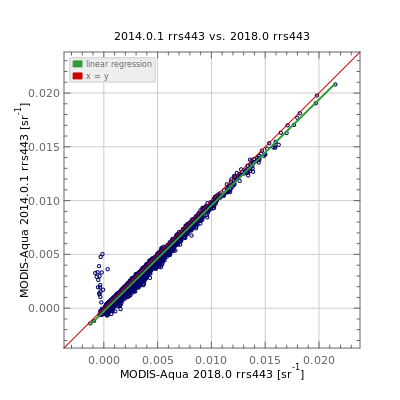 2014.0.1 rrs443 vs. 2018.0 rrs443
linear regression
x = y
MODIS-Aqua 2014.0.1 rrs443 [sr⁻¹]
0.020
0.015
0.010
0.005
0.000
0.000 0.005 0.010 0.015 0.020
MODIS-Aqua 2018.0 rrs443 [sr⁻¹]